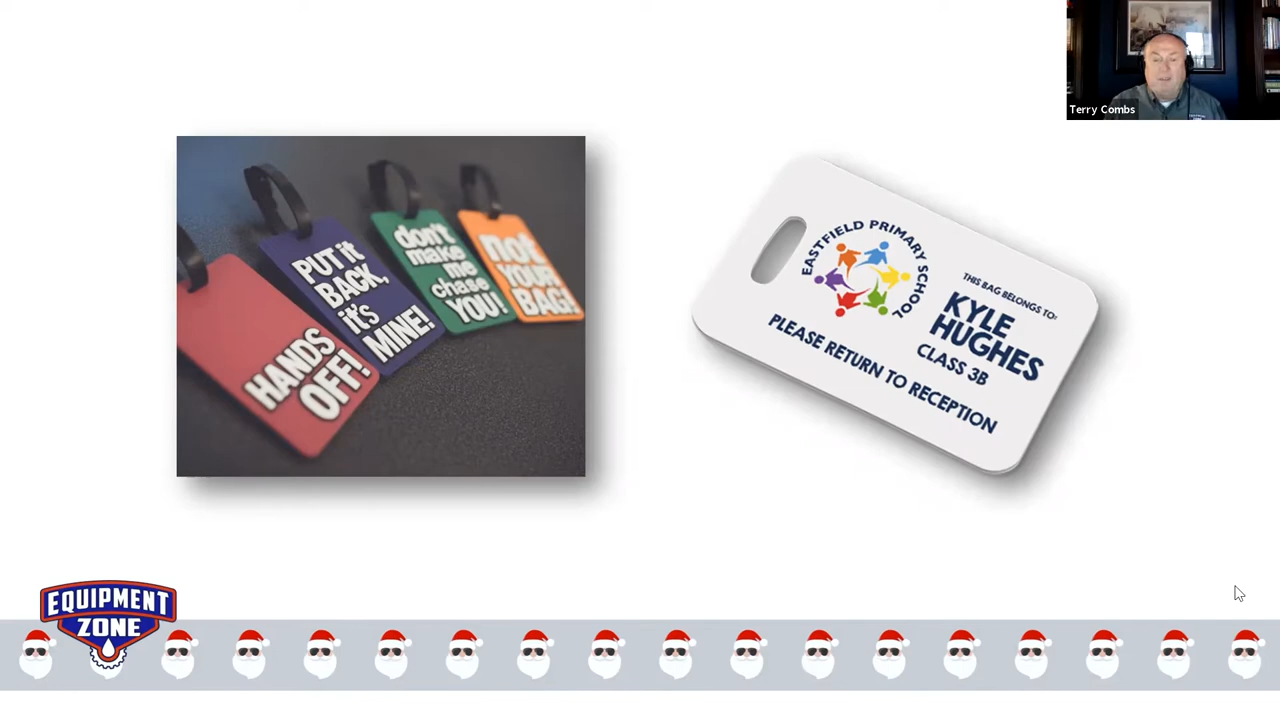 Terry Combs
HANDS
OFF!
PUT it
BACK,
it's
MINE!
don't
make
me
chase
YOU!
not
YOUR
BAG!
EASTFIELD PRIMARY SCHOOL
THIS BAG BELONGS TO:
KYLE
HUGHES
CLASS 3B
PLEASE RETURN TO RECEPTION
EQUIPMENT
ZONE